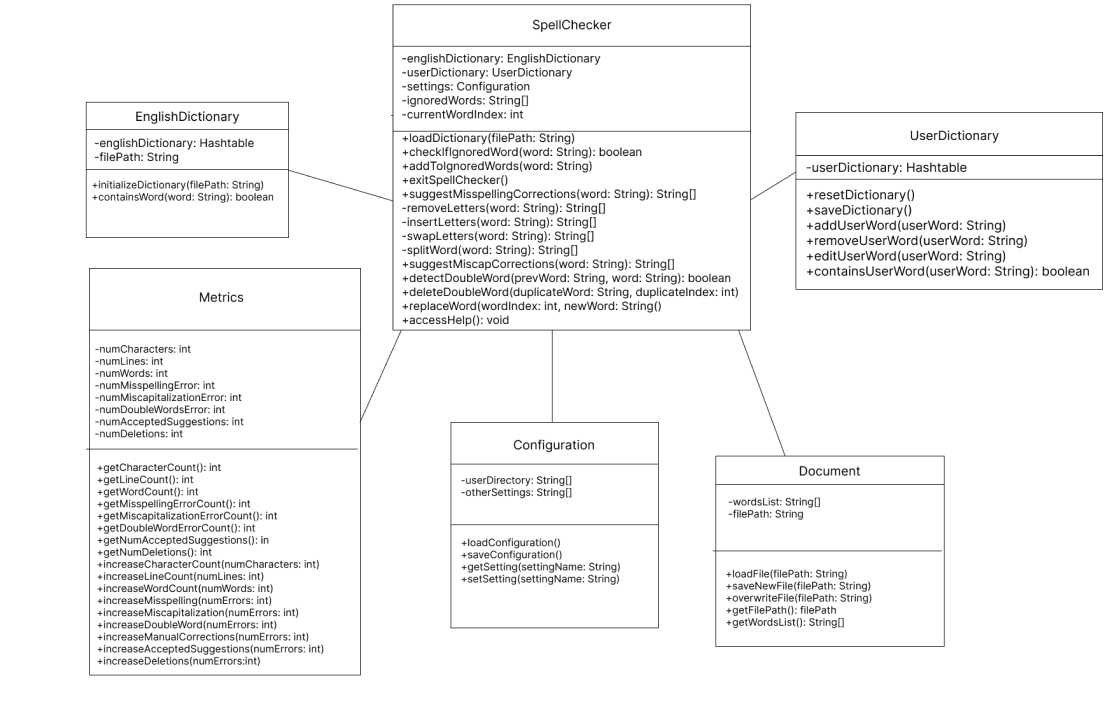 SpellChecker
-englishDictionary: EnglishDictionary
-userDictionary: UserDictionary
-settings: Configuration
-ignoredWords: String[]
-currentWordIndex: int
+loadDictionary(filePath: String)
+checkIfIgnoredWord(word: String): boolean
+addToIgnoredWords(word: String)
+exitSpellChecker()
+suggestMisspellingCorrections(word: String): String[]
-removeLetters(word: String): String[]
-insertLetters(word: String): String[]
-swapLetters(word: String): String[]
-splitWord(word: String): String[]
+suggestMiscapCorrections(word: String): String[]
+detectDoubleWord(prevWord: String, word: String): boolean
+deleteDoubleWord(duplicateWord: String, duplicateIndex: int)
+replaceWord(wordIndex: int, newWord: String()
+accessHelp(): void
EnglishDictionary
-englishDictionary: Hashtable
-filePath: String
+initializeDictionary(filePath: String)
+containsWord(word: String): boolean
UserDictionary
-userDictionary: Hashtable
+resetDictionary()
+saveDictionary()
+addUserWord(userWord: String)
+removeUserWord(userWord: String)
+editUserWord(userWord: String)
+containsUserWord(userWord: String): boolean
Metrics
-numCharacters: int
-numLines: int
-numWords: int
-numMisspellingError: int
-numMiscapitalizationError: int
-numDoubleWordsError: int
-numAcceptedSuggestions: int
-numDeletions: int
+getCharacterCount(): int
+getLineCount(): int
+getWordCount(): int
+getMisspellingErrorCount(): int
+getMiscapitalizationErrorCount(): int
+getDoubleWordErrorCount(): int
+getNumAcceptedSuggestions(): in
+getNumDeletions(): int
+increaseCharacterCount(numCharacters: int)
+increaseLineCount(numLines: int)
+increaseWordCount(numWords: int)
+increaseMisspelling(numErrors: int)
+increaseMiscapitalization(numErrors: int)
+increaseDoubleWord(numErrors: int)
+increaseManualCorrections(numErrors: int)
+increaseAcceptedSuggestions(numErrors: int)
+increaseDeletions(numErrors:int)
Configuration
-userDirectory: String[]
-otherSettings: String[]
+loadConfiguration()
+saveConfiguration()
+getSetting(settingName: String)
+setSetting(settingName: String)
Document
-wordsList: String[]
-filePath: String
+loadFile(filePath: String)
+saveNewFile(filePath: String)
+overwriteFile(filePath: String)
+getFilePath(): filePath
+getWordsList(): String[]